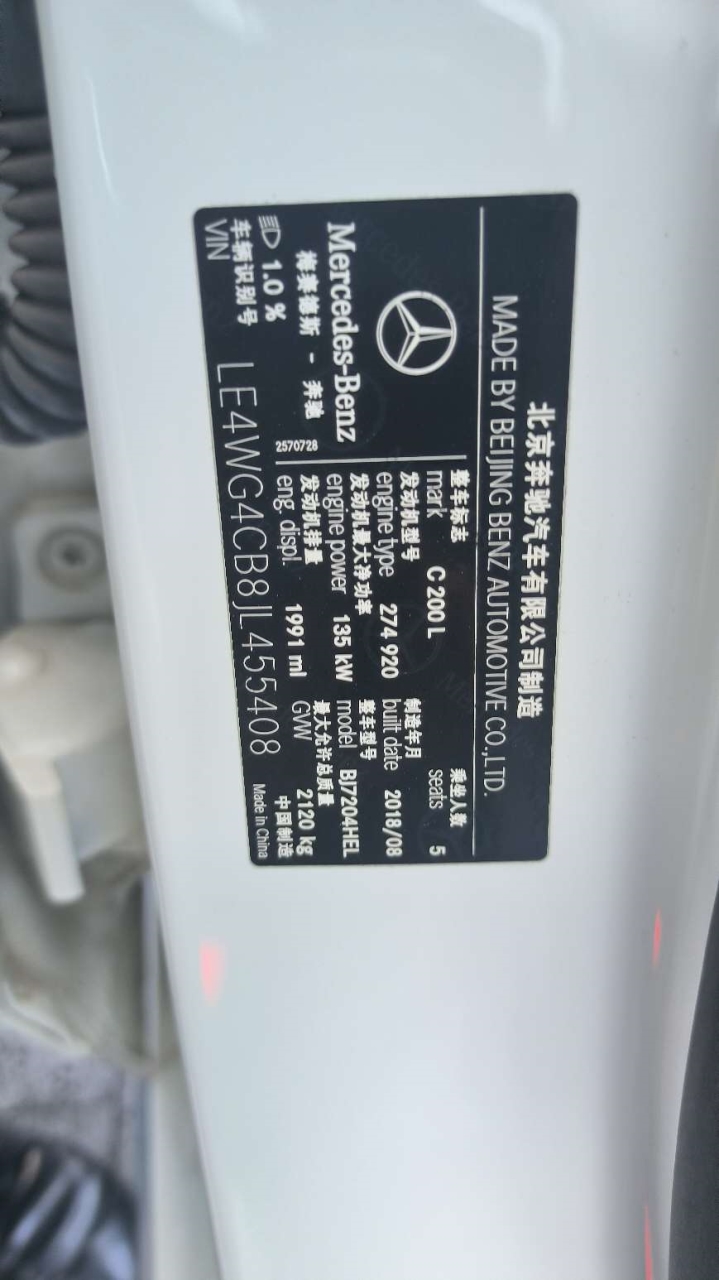 北京奔驰汽车有限公司制造
MADE BY BEIJING BENZ AUTOMOTIVE CO.,LTD.
Mercedes-Benz
梅赛德斯 - 奔驰
1.0 %
2570728
整车标志
mark C 200 L
乘坐人数
seats 5
发动机型号
engine type 274 920
制造年月
built date 2018/08
发动机最大净功率
engine power 135 kW
整车型号
model BJ7204HEL
发动机排量
eng. displ. 1991 ml
最大允许总质量
GVW 2120 kg
车辆识别号
VIN LE4WG4CB8JL455408
中国制造
Made in China